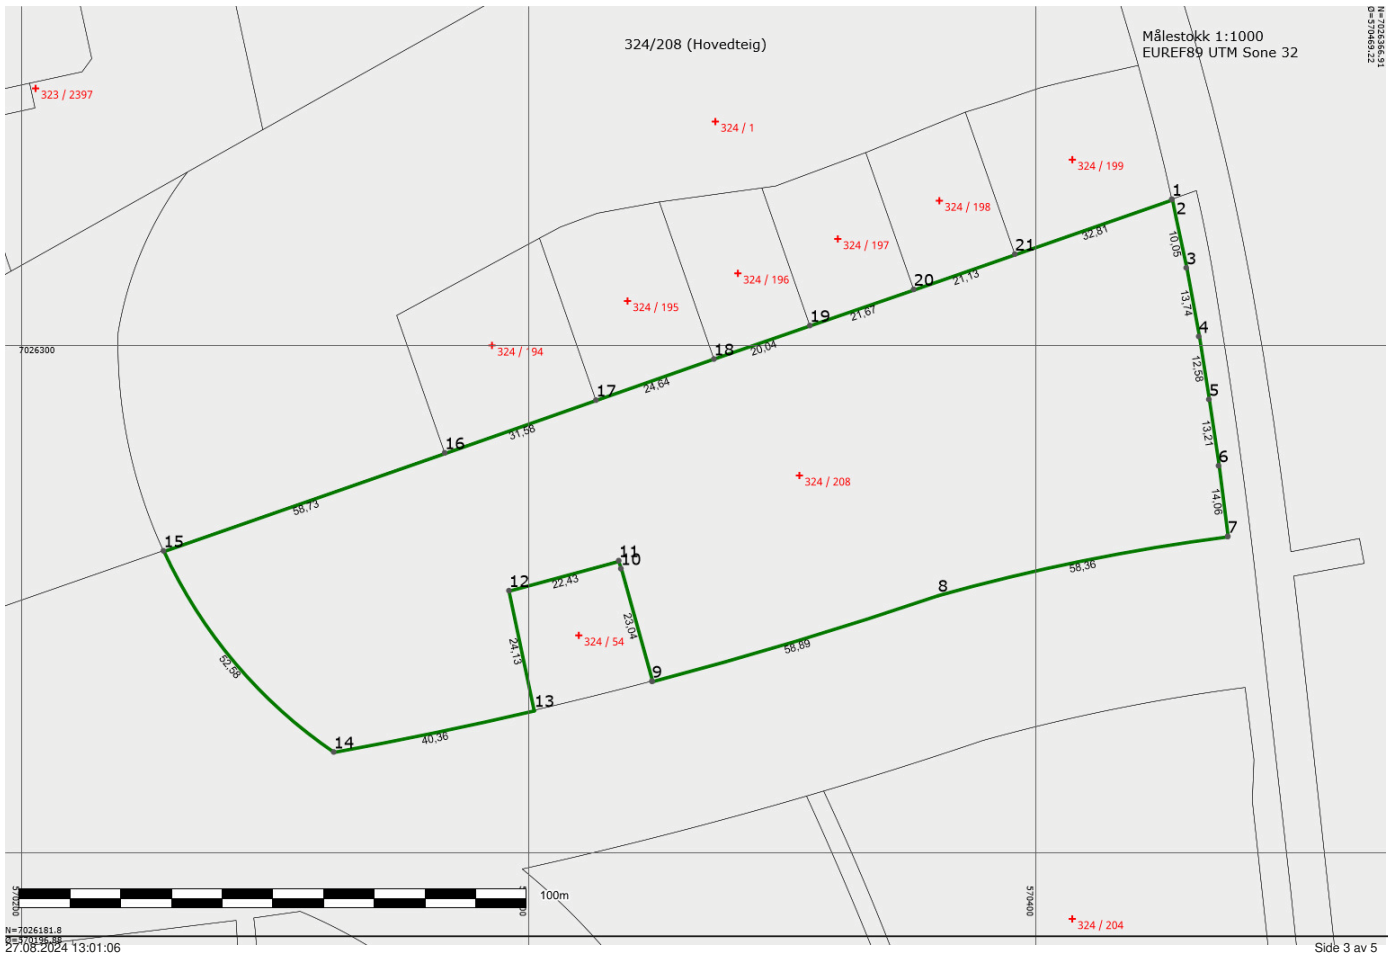 324/208 (Hovedteig)
Målestokk 1:1000
EUREF89 UTM Sone 32
N=7026366.91
Ø=570469.22
323 / 2397
324 / 1
324 / 199
1
2
324 / 198
10,05
32,81
324 / 197
21
3
21,13
324 / 196
20
13,74
324 / 195
21,67
19
4
7026300
324 / 194
20,04
18
12,58
24,64
17
5
31,58
16
13,21
6
324 / 208
14,06
58,73
7
15
11
10
58,36
12
22,43
8
23,04
324 / 54
24,13
58,89
52,58
9
13
40,36
14
570200
100m
570400
324 / 204
N=7026181.8
Ø=570196.88
27.08.2024 13:01:06
Side 3 av 5